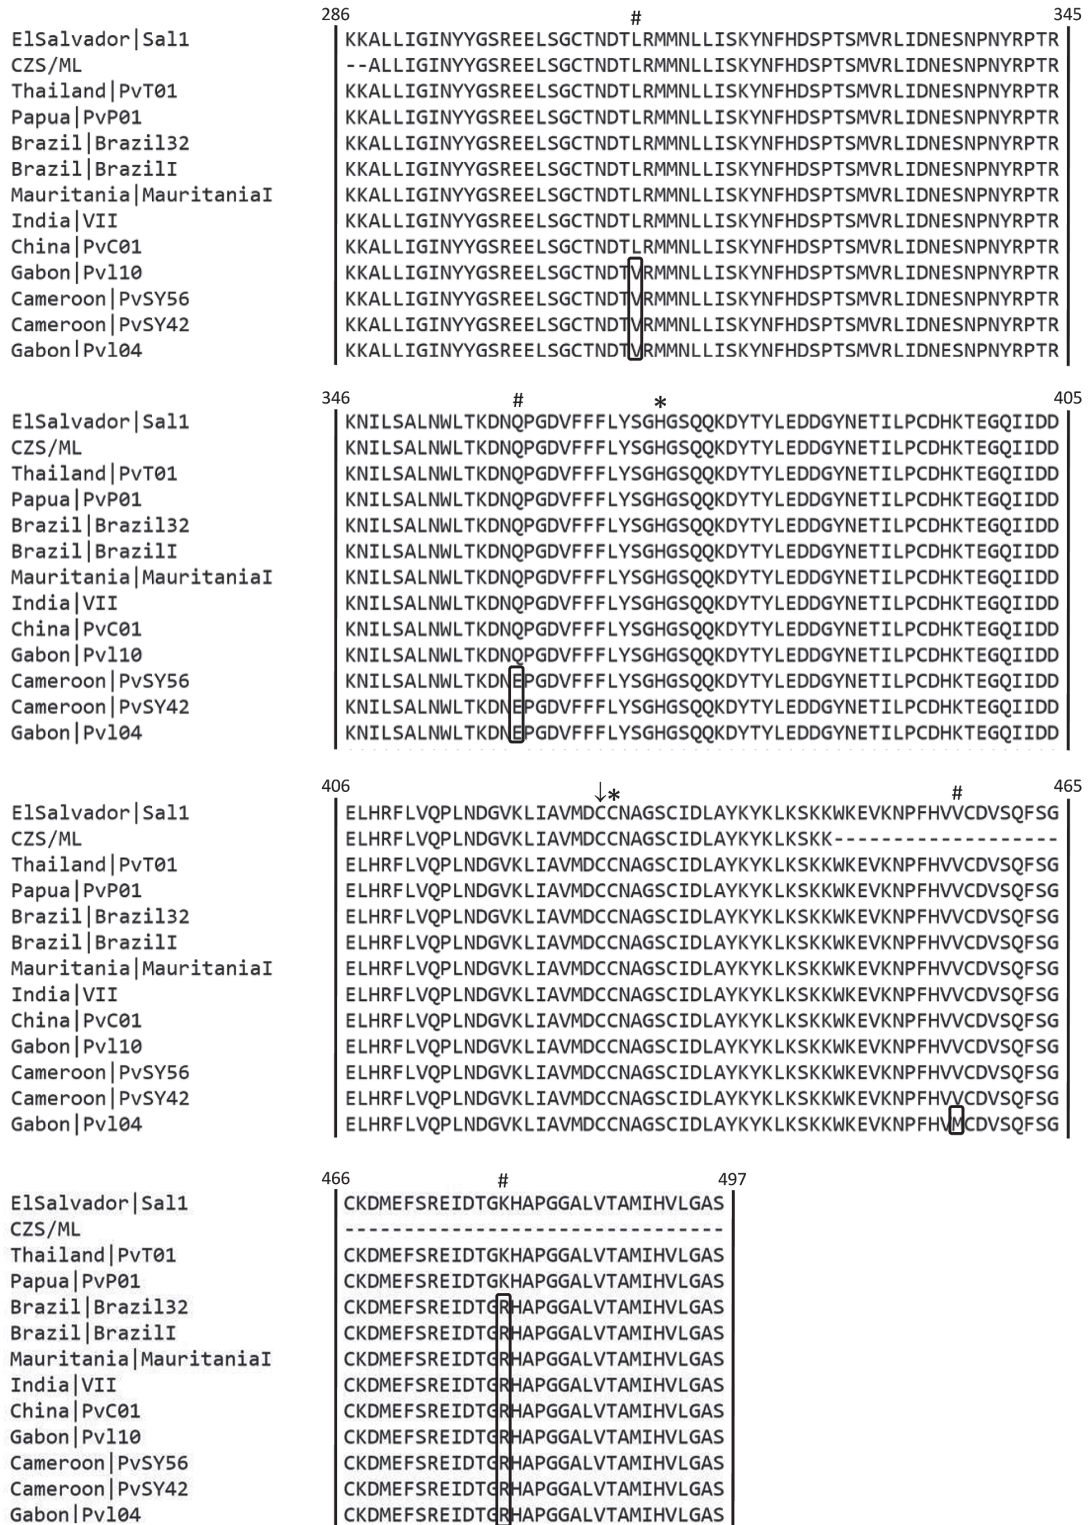 286 # 345
ElSalvador|Sal1 KKALLIGINYYGSREELSGCTNDTLRMMNLLISKYNFHDSPTSMVRLIDNESNPNYRPTR
CZS/ML --ALLIGINYYGSREELSGCTNDTLRMMNLLISKYNFHDSPTSMVRLIDNESNPNYRPTR
Thailand|PvT01 KKALLIGINYYGSREELSGCTNDTLRMMNLLISKYNFHDSPTSMVRLIDNESNPNYRPTR
Papua|PvP01 KKALLIGINYYGSREELSGCTNDTLRMMNLLISKYNFHDSPTSMVRLIDNESNPNYRPTR
Brazil|Brazil32 KKALLIGINYYGSREELSGCTNDTLRMMNLLISKYNFHDSPTSMVRLIDNESNPNYRPTR
Brazil|BrazilI KKALLIGINYYGSREELSGCTNDTLRMMNLLISKYNFHDSPTSMVRLIDNESNPNYRPTR
Mauritania|MauritaniaI KKALLIGINYYGSREELSGCTNDTLRMMNLLISKYNFHDSPTSMVRLIDNESNPNYRPTR
India|VII KKALLIGINYYGSREELSGCTNDTLRMMNLLISKYNFHDSPTSMVRLIDNESNPNYRPTR
China|PvC01 KKALLIGINYYGSREELSGCTNDTLRMMNLLISKYNFHDSPTSMVRLIDNESNPNYRPTR
Gabon|Pvl10 KKALLIGINYYGSREELSGCTNDTVRMMNLLISKYNFHDSPTSMVRLIDNESNPNYRPTR
Cameroon|PvSY56 KKALLIGINYYGSREELSGCTNDTVRMMNLLISKYNFHDSPTSMVRLIDNESNPNYRPTR
Cameroon|PvSY42 KKALLIGINYYGSREELSGCTNDTVRMMNLLISKYNFHDSPTSMVRLIDNESNPNYRPTR
Gabon|Pvl04 KKALLIGINYYGSREELSGCTNDTVRMMNLLISKYNFHDSPTSMVRLIDNESNPNYRPTR
346 # * 405
ElSalvador|Sal1 KNILSALNWLTKDNQPGDVFFFLYSGHGSQQKDYTYLEDDGYNETILPCDHKTEGQIIDD
CZS/ML KNILSALNWLTKDNQPGDVFFFLYSGHGSQQKDYTYLEDDGYNETILPCDHKTEGQIIDD
Thailand|PvT01 KNILSALNWLTKDNQPGDVFFFLYSGHGSQQKDYTYLEDDGYNETILPCDHKTEGQIIDD
Papua|PvP01 KNILSALNWLTKDNQPGDVFFFLYSGHGSQQKDYTYLEDDGYNETILPCDHKTEGQIIDD
Brazil|Brazil32 KNILSALNWLTKDNQPGDVFFFLYSGHGSQQKDYTYLEDDGYNETILPCDHKTEGQIIDD
Brazil|BrazilI KNILSALNWLTKDNQPGDVFFFLYSGHGSQQKDYTYLEDDGYNETILPCDHKTEGQIIDD
Mauritania|MauritaniaI KNILSALNWLTKDNQPGDVFFFLYSGHGSQQKDYTYLEDDGYNETILPCDHKTEGQIIDD
India|VII KNILSALNWLTKDNQPGDVFFFLYSGHGSQQKDYTYLEDDGYNETILPCDHKTEGQIIDD
China|PvC01 KNILSALNWLTKDNQPGDVFFFLYSGHGSQQKDYTYLEDDGYNETILPCDHKTEGQIIDD
Gabon|Pvl10 KNILSALNWLTKDNQPGDVFFFLYSGHGSQQKDYTYLEDDGYNETILPCDHKTEGQIIDD
Cameroon|PvSY56 KNILSALNWLTKDNEPGDVFFFLYSGHGSQQKDYTYLEDDGYNETILPCDHKTEGQIIDD
Cameroon|PvSY42 KNILSALNWLTKDNEPGDVFFFLYSGHGSQQKDYTYLEDDGYNETILPCDHKTEGQIIDD
Gabon|Pvl04 KNILSALNWLTKDNEPGDVFFFLYSGHGSQQKDYTYLEDDGYNETILPCDHKTEGQIIDD
406 ↓* # 465
ElSalvador|Sal1 ELHRFLVQPLNDGVKLIAVMDCCNAGSCIDLAYKYKLKSKKWKEVKNPFHVVCDVSQFSG
CZS/ML ELHRFLVQPLNDGVKLIAVMDCCNAGSCIDLAYKYKLKSKK-------------------
Thailand|PvT01 ELHRFLVQPLNDGVKLIAVMDCCNAGSCIDLAYKYKLKSKKWKEVKNPFHVVCDVSQFSG
Papua|PvP01 ELHRFLVQPLNDGVKLIAVMDCCNAGSCIDLAYKYKLKSKKWKEVKNPFHVVCDVSQFSG
Brazil|Brazil32 ELHRFLVQPLNDGVKLIAVMDCCNAGSCIDLAYKYKLKSKKWKEVKNPFHVVCDVSQFSG
Brazil|BrazilI ELHRFLVQPLNDGVKLIAVMDCCNAGSCIDLAYKYKLKSKKWKEVKNPFHVVCDVSQFSG
Mauritania|MauritaniaI ELHRFLVQPLNDGVKLIAVMDCCNAGSCIDLAYKYKLKSKKWKEVKNPFHVVCDVSQFSG
India|VII ELHRFLVQPLNDGVKLIAVMDCCNAGSCIDLAYKYKLKSKKWKEVKNPFHVVCDVSQFSG
China|PvC01 ELHRFLVQPLNDGVKLIAVMDCCNAGSCIDLAYKYKLKSKKWKEVKNPFHVVCDVSQFSG
Gabon|Pvl10 ELHRFLVQPLNDGVKLIAVMDCCNAGSCIDLAYKYKLKSKKWKEVKNPFHVVCDVSQFSG
Cameroon|PvSY56 ELHRFLVQPLNDGVKLIAVMDCCNAGSCIDLAYKYKLKSKKWKEVKNPFHVVCDVSQFSG
Cameroon|PvSY42 ELHRFLVQPLNDGVKLIAVMDCCNAGSCIDLAYKYKLKSKKWKEVKNPFHVVCDVSQFSG
Gabon|Pvl04 ELHRFLVQPLNDGVKLIAVMDCCNAGSCIDLAYKYKLKSKKWKEVKNPFHVMCDVSQFSG
466 # 497
ElSalvador|Sal1 CKDMEFSREIDTGKHAPGGALVTAMIHVLGAS
CZS/ML --------------------------------
Thailand|PvT01 CKDMEFSREIDTGKHAPGGALVTAMIHVLGAS
Papua|PvP01 CKDMEFSREIDTGKHAPGGALVTAMIHVLGAS
Brazil|Brazil32 CKDMEFSREIDTGRHAPGGALVTAMIHVLGAS
Brazil|BrazilI CKDMEFSREIDTGRHAPGGALVTAMIHVLGAS
Mauritania|MauritaniaI CKDMEFSREIDTGRHAPGGALVTAMIHVLGAS
India|VII CKDMEFSREIDTGRHAPGGALVTAMIHVLGAS
China|PvC01 CKDMEFSREIDTGRHAPGGALVTAMIHVLGAS
Gabon|Pvl10 CKDMEFSREIDTGRHAPGGALVTAMIHVLGAS
Cameroon|PvSY56 CKDMEFSREIDTGRHAPGGALVTAMIHVLGAS
Cameroon|PvSY42 CKDMEFSREIDTGRHAPGGALVTAMIHVLGAS
Gabon|Pvl04 CKDMEFSREIDTGRHAPGGALVTAMIHVLGAS